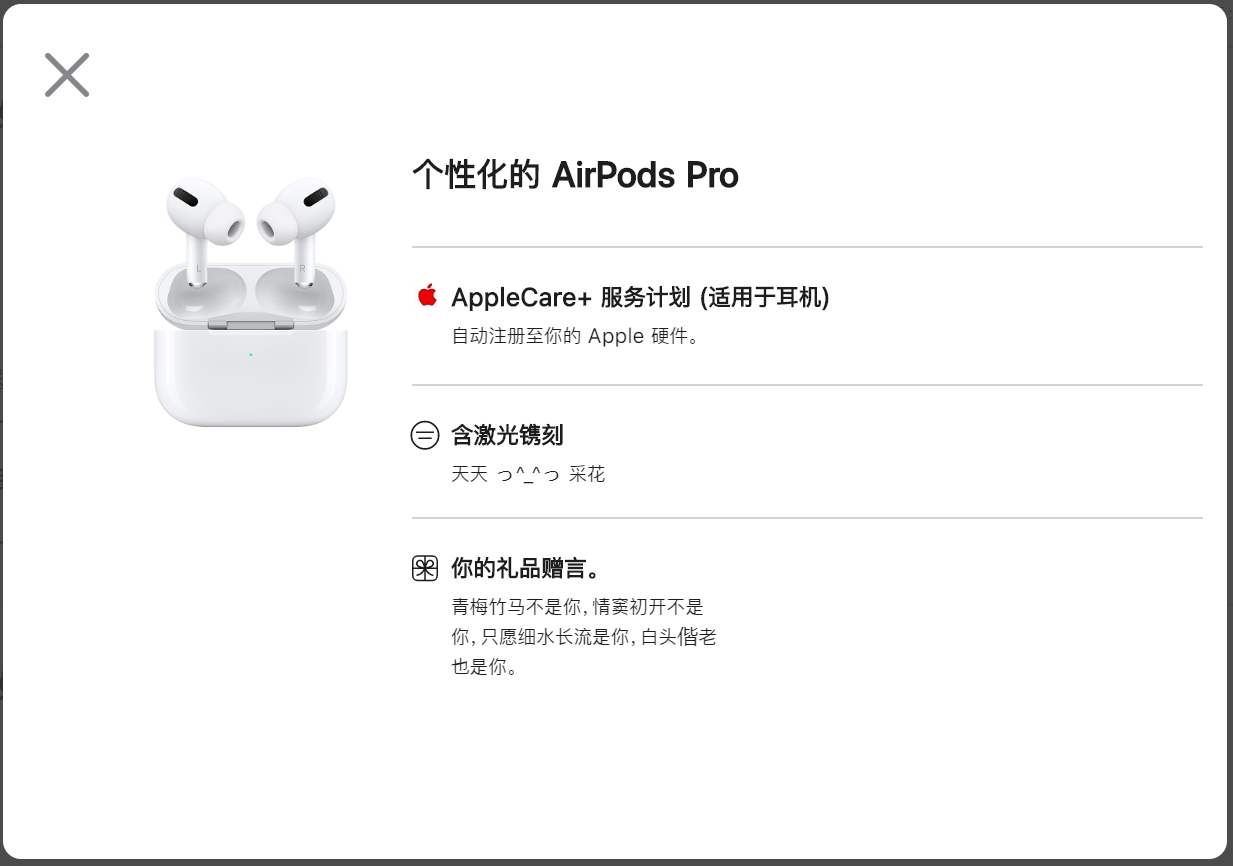 个性化的 AirPods Pro
L
R
AppleCare+ 服务计划 (适用于耳机)
自动注册至你的 Apple 硬件。
含激光镌刻
天天 っ^_^っ 采花
你的礼品赠言。
青梅竹马不是你，情窦初开不是
你，只愿细水长流是你，白头偕老
也是你。